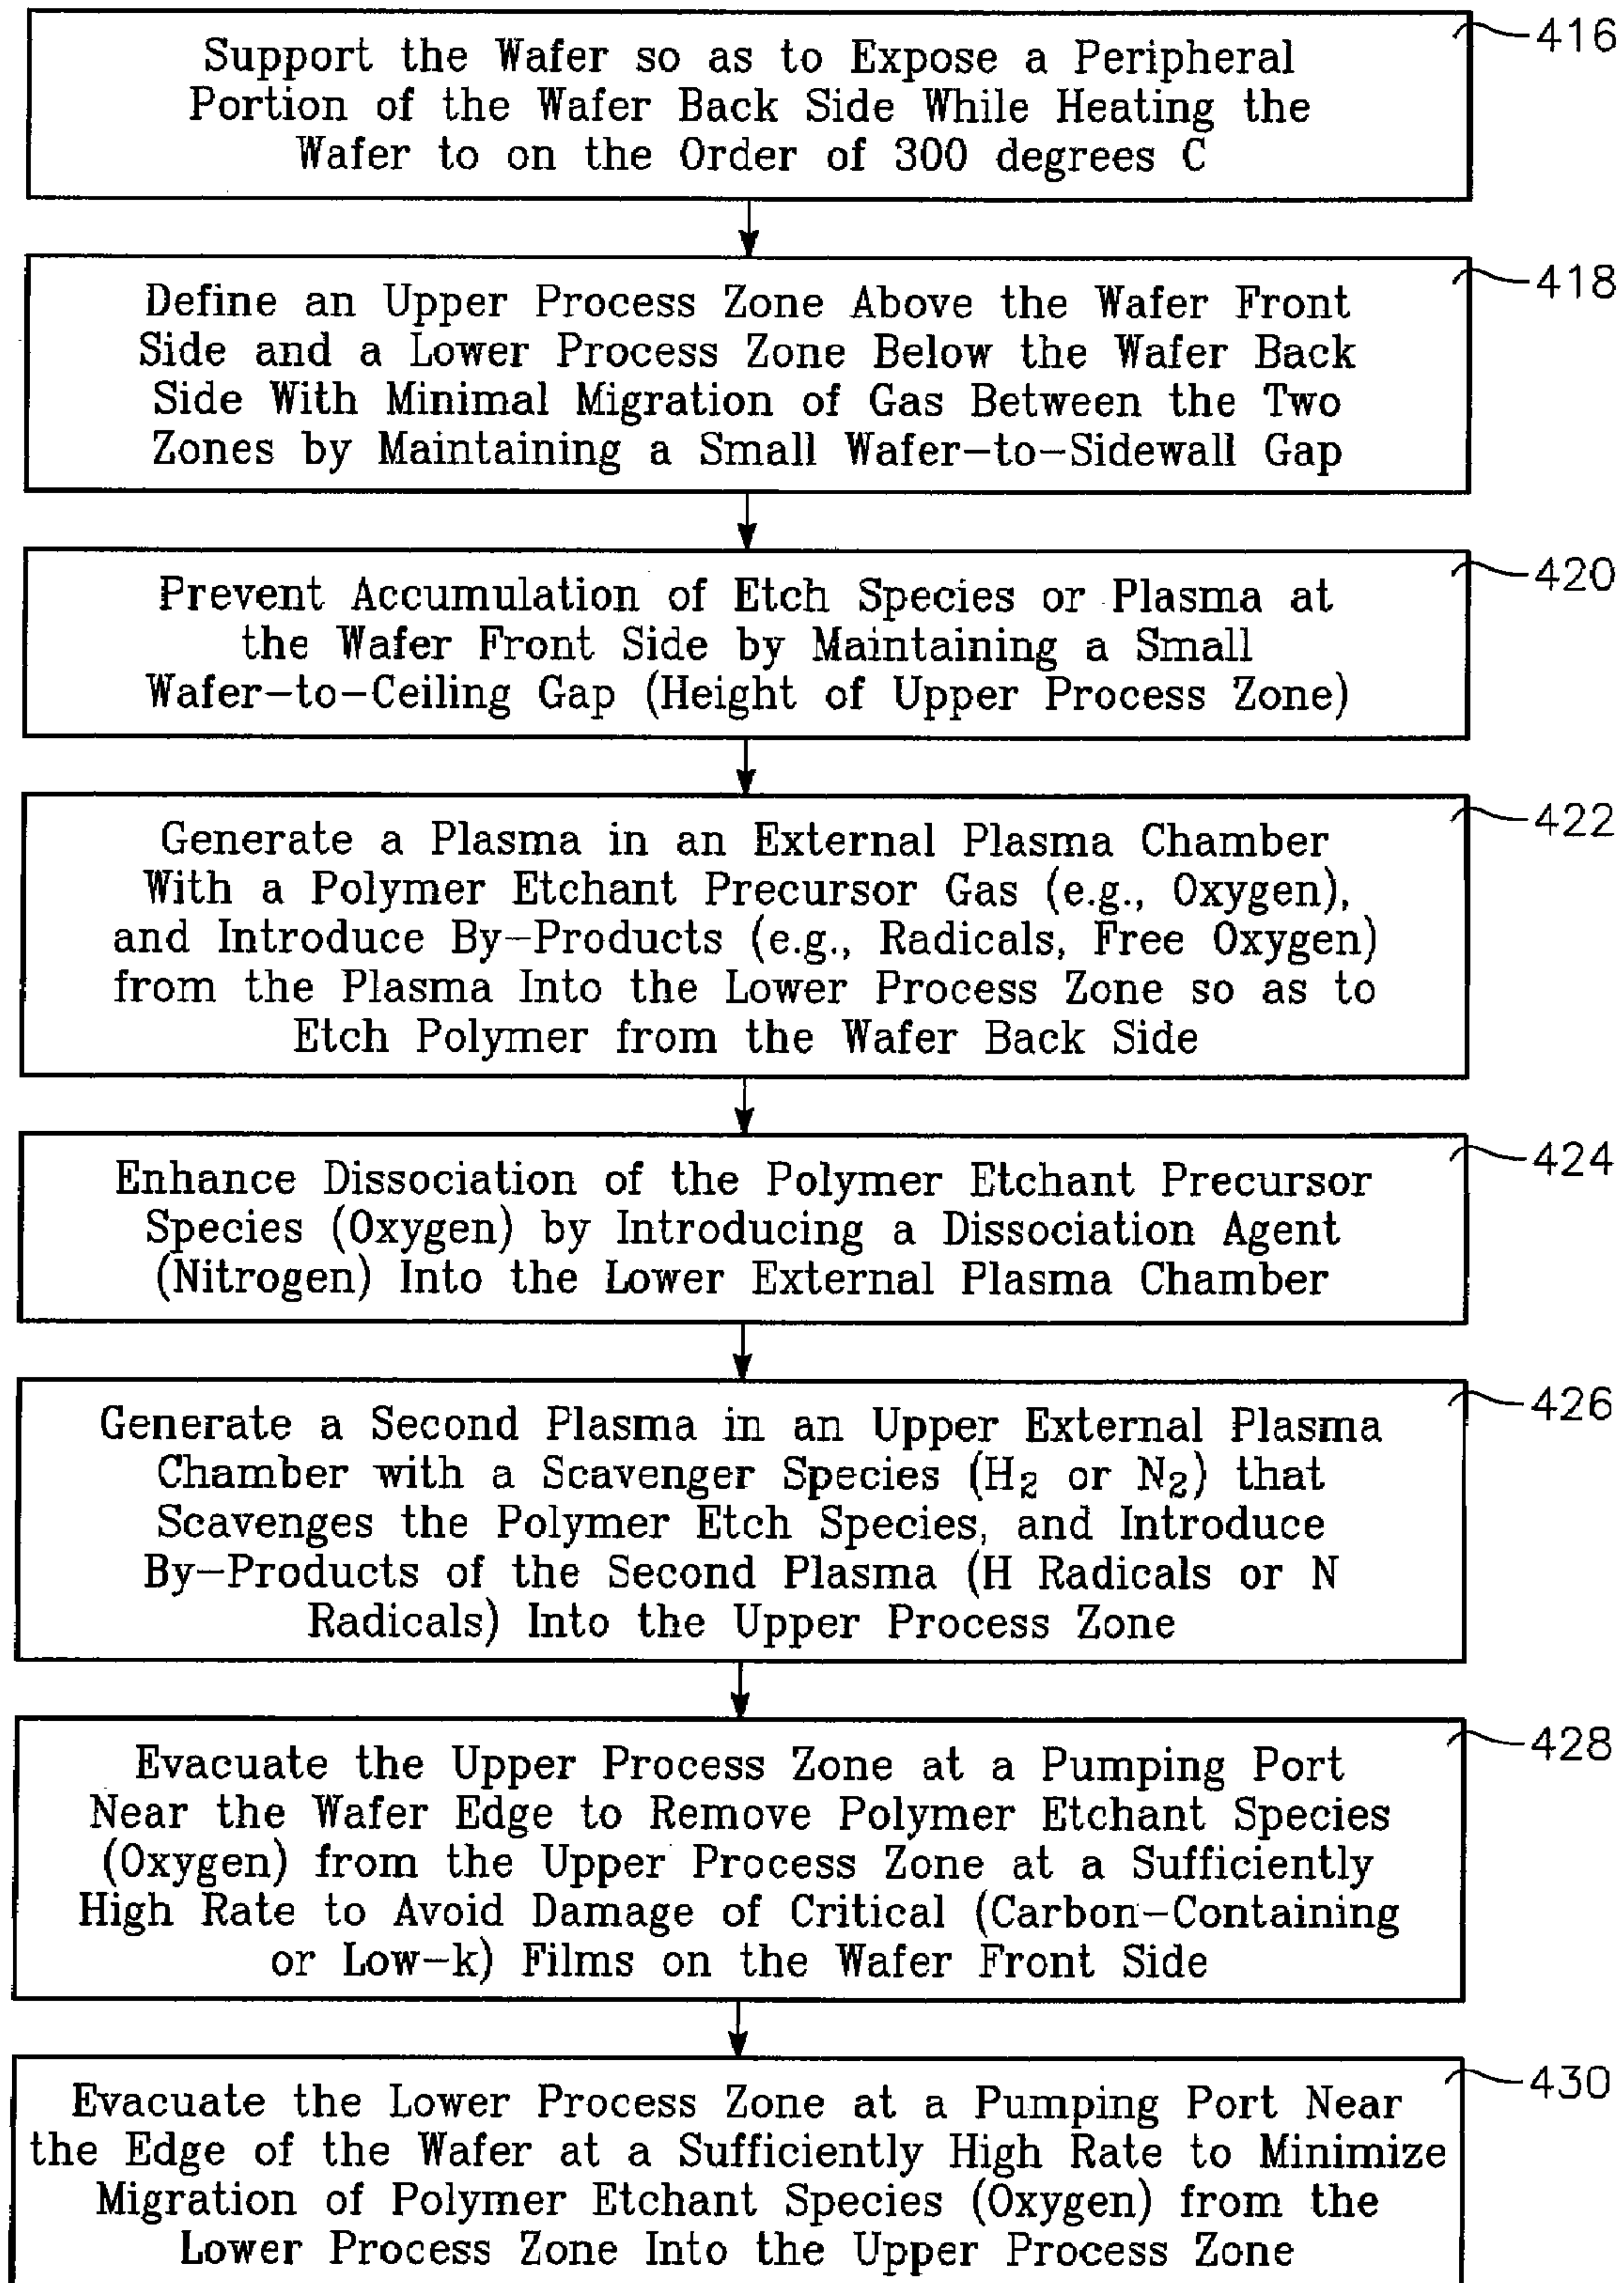 Support the Wafer so as to Expose a Peripheral
Portion of the Wafer Back Side While Heating the
Wafer to on the Order of 300 degrees C
416
Define an Upper Process Zone Above the Wafer Front
Side and a Lower Process Zone Below the Wafer Back
Side With Minimal Migration of Gas Between the Two
Zones by Maintaining a Small Wafer-to-Sidewall Gap
418
Prevent Accumulation of Etch Species or Plasma at
the Wafer Front Side by Maintaining a Small
Wafer-to-Ceiling Gap (Height of Upper Process Zone)
420
Generate a Plasma in an External Plasma Chamber
With a Polymer Etchant Precursor Gas (e.g., Oxygen),
and Introduce By-Products (e.g., Radicals, Free Oxygen)
from the Plasma Into the Lower Process Zone so as to
Etch Polymer from the Wafer Back Side
422
Enhance Dissociation of the Polymer Etchant Precursor
Species (Oxygen) by Introducing a Dissociation Agent
(Nitrogen) Into the Lower External Plasma Chamber
424
Generate a Second Plasma in an Upper External Plasma
Chamber with a Scavenger Species (H₂ or N₂) that
Scavenges the Polymer Etch Species, and Introduce
By-Products of the Second Plasma (H Radicals or N
Radicals) Into the Upper Process Zone
426
Evacuate the Upper Process Zone at a Pumping Port
Near the Wafer Edge to Remove Polymer Etchant Species
(Oxygen) from the Upper Process Zone at a Sufficiently
High Rate to Avoid Damage of Critical (Carbon-Containing
or Low-k) Films on the Wafer Front Side
428
Evacuate the Lower Process Zone at a Pumping Port Near
the Edge of the Wafer at a Sufficiently High Rate to Minimize
Migration of Polymer Etchant Species (Oxygen) from the
Lower Process Zone Into the Upper Process Zone
430